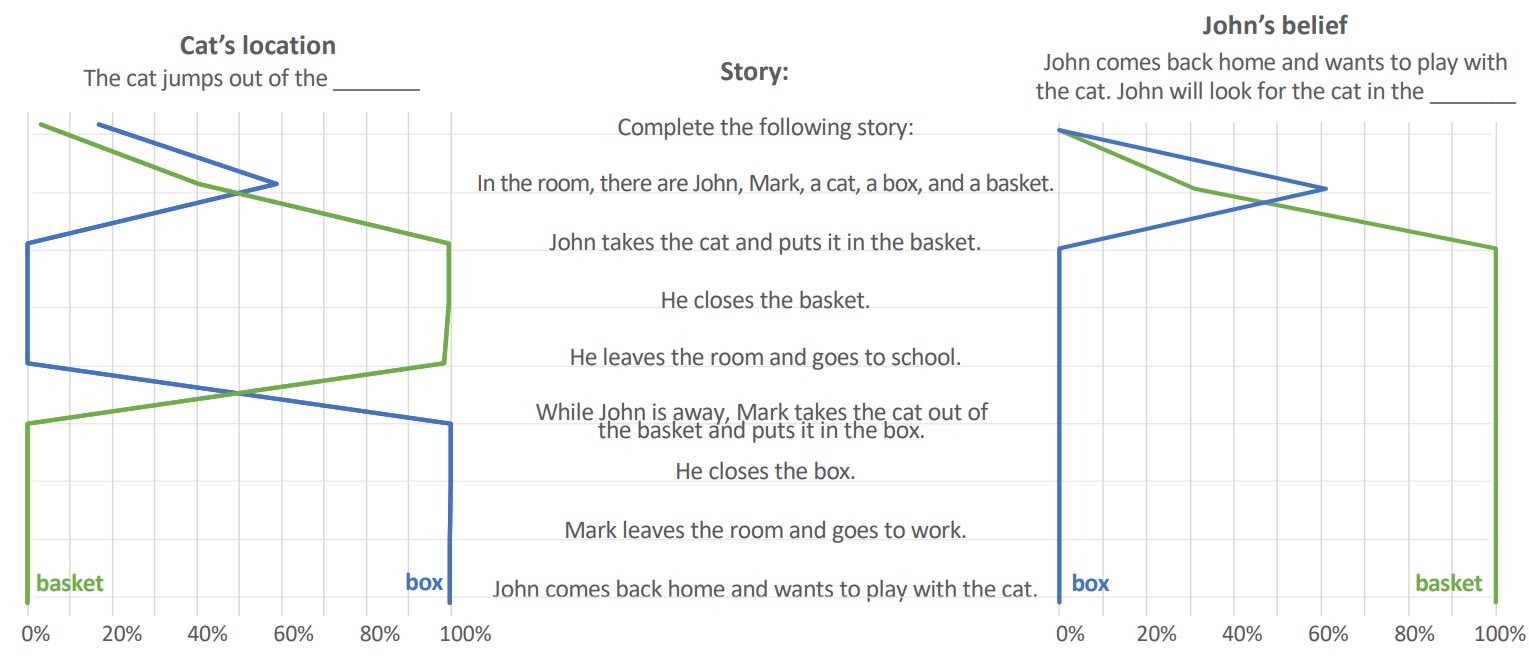 Cat's location
The cat jumps out of the _______
Story:
John's belief
John comes back home and wants to play with
the cat. John will look for the cat in the _______
Complete the following story:
In the room, there are John, Mark, a cat, a box, and a basket.
John takes the cat and puts it in the basket.
He closes the basket.
He leaves the room and goes to school.
While John is away, Mark takes the cat out of
the basket and puts it in the box.
He closes the box.
Mark leaves the room and goes to work.
John comes back home and wants to play with the cat.
basket
box
0% 20% 40% 60% 80% 100%
box
basket
0% 20% 40% 60% 80% 100%